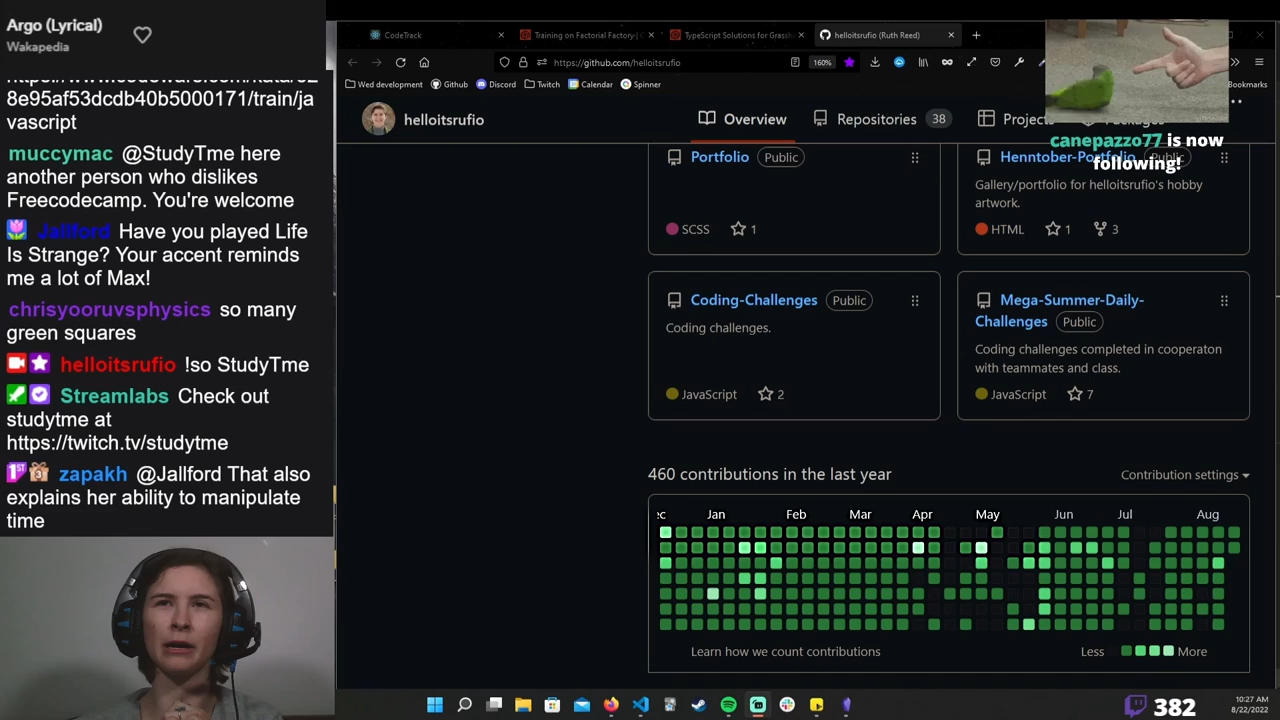 Argo (Lyrical)
Wakapedia
8e95af53dcdb40b5000171/train/ja
vascript
muccymac @StudyTme here
another person who dislikes
Freecodecamp. You're welcome
Jallford Have you played Life
Is Strange? Your accent reminds
me a lot of Max!
chrisyooruvsphysics so many
green squares
helloitsrufio !so StudyTme
Streamlabs Check out
studytme at
https://twitch.tv/studytme
1ST 3 zapakh @Jallford That also
explains her ability to manipulate
time
CodeTrack
Training on Factorial Factory | C
TypeScript Solutions for Grassh
helloitsrufio (Ruth Reed)
https://github.com/helloitsrufio
160%
Wed development
Github
Discord
Twitch
Calendar
Spinner
Bookmarks
helloitsrufio
Overview
Repositories 38
Projects
Packages
canepazzo77 is now
following!
Portfolio Public
SCSS 1
Henntober-Portfolio Public
Gallery/portfolio for helloitsrufio's hobby
artwork.
HTML 1 3
Coding-Challenges Public
Coding challenges.
JavaScript 2
Mega-Summer-Daily-
Challenges Public
Coding challenges completed in cooperaton
with teammates and class.
JavaScript 7
460 contributions in the last year
Contribution settings
Jan Feb Mar Apr May Jun Jul Aug
Learn how we count contributions
Less More
382
10:27 AM
8/22/2022